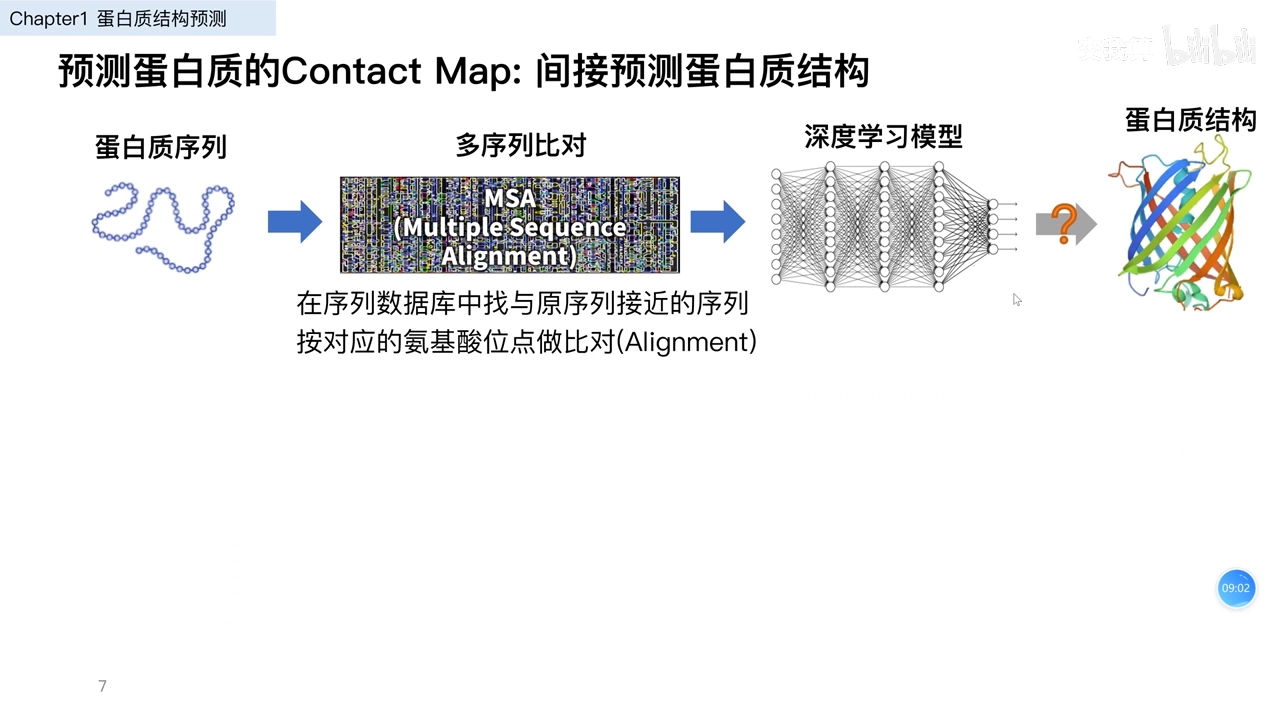 Chapter1 蛋白质结构预测
预测蛋白质的Contact Map: 间接预测蛋白质结构
蛋白质序列
多序列比对
深度学习模型
蛋白质结构
MSA
(Multiple Sequence
Alignment)
?
在序列数据库中找与原序列接近的序列
按对应的氨基酸位点做比对(Alignment)
09:02
7
bilibili